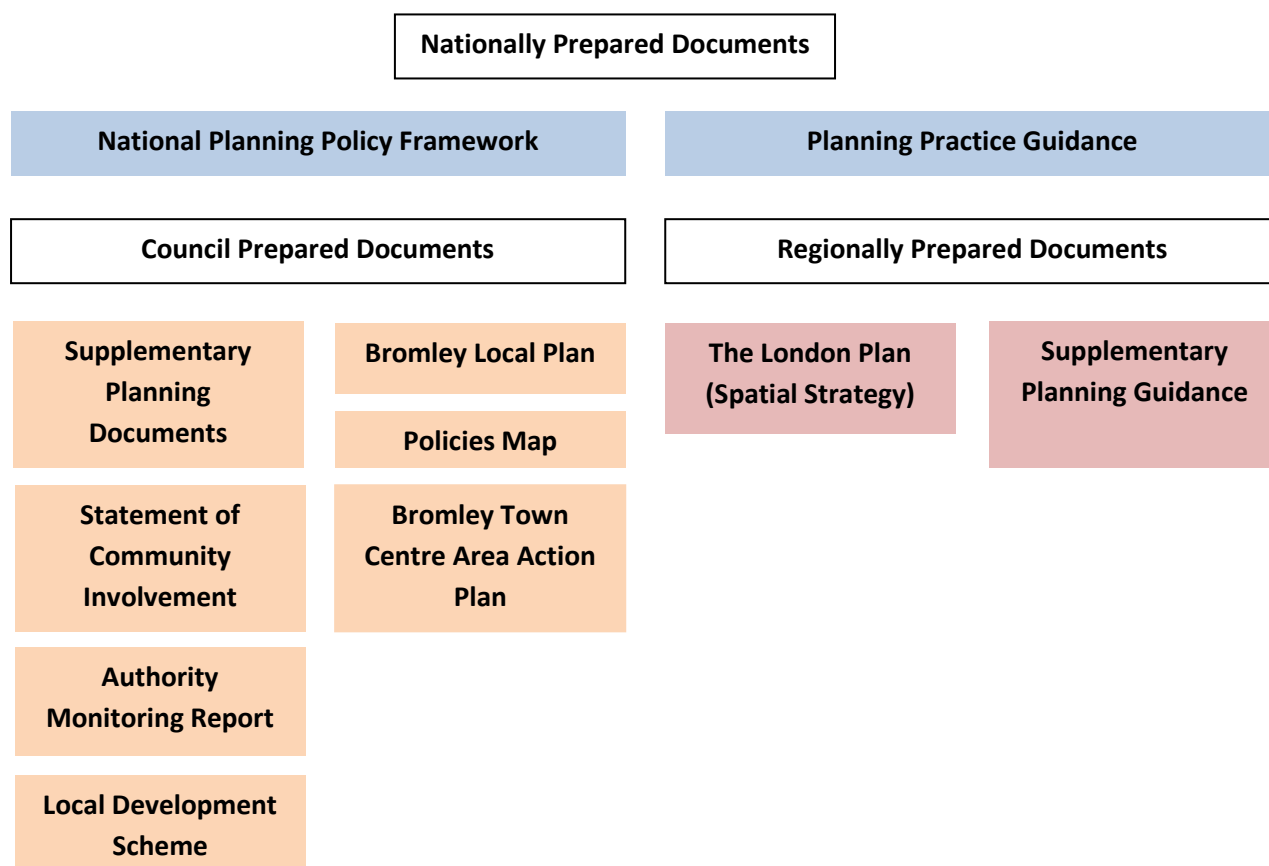 Nationally Prepared Documents
National Planning Policy Framework
Planning Practice Guidance
Council Prepared Documents
Regionally Prepared Documents
Supplementary
Planning
Documents
Bromley Local Plan
Policies Map
The London Plan
(Spatial Strategy)
Supplementary
Planning Guidance
Statement of
Community
Involvement
Bromley Town
Centre Area Action
Plan
Authority
Monitoring Report
Local Development
Scheme